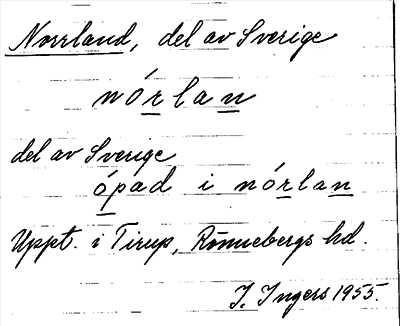 Norrland, del av Sverige
nórlan
del av Sverige
ópad i nórlan
Uppt. i Tirup, Rönnebergs hd.
I. Ingers 1955.